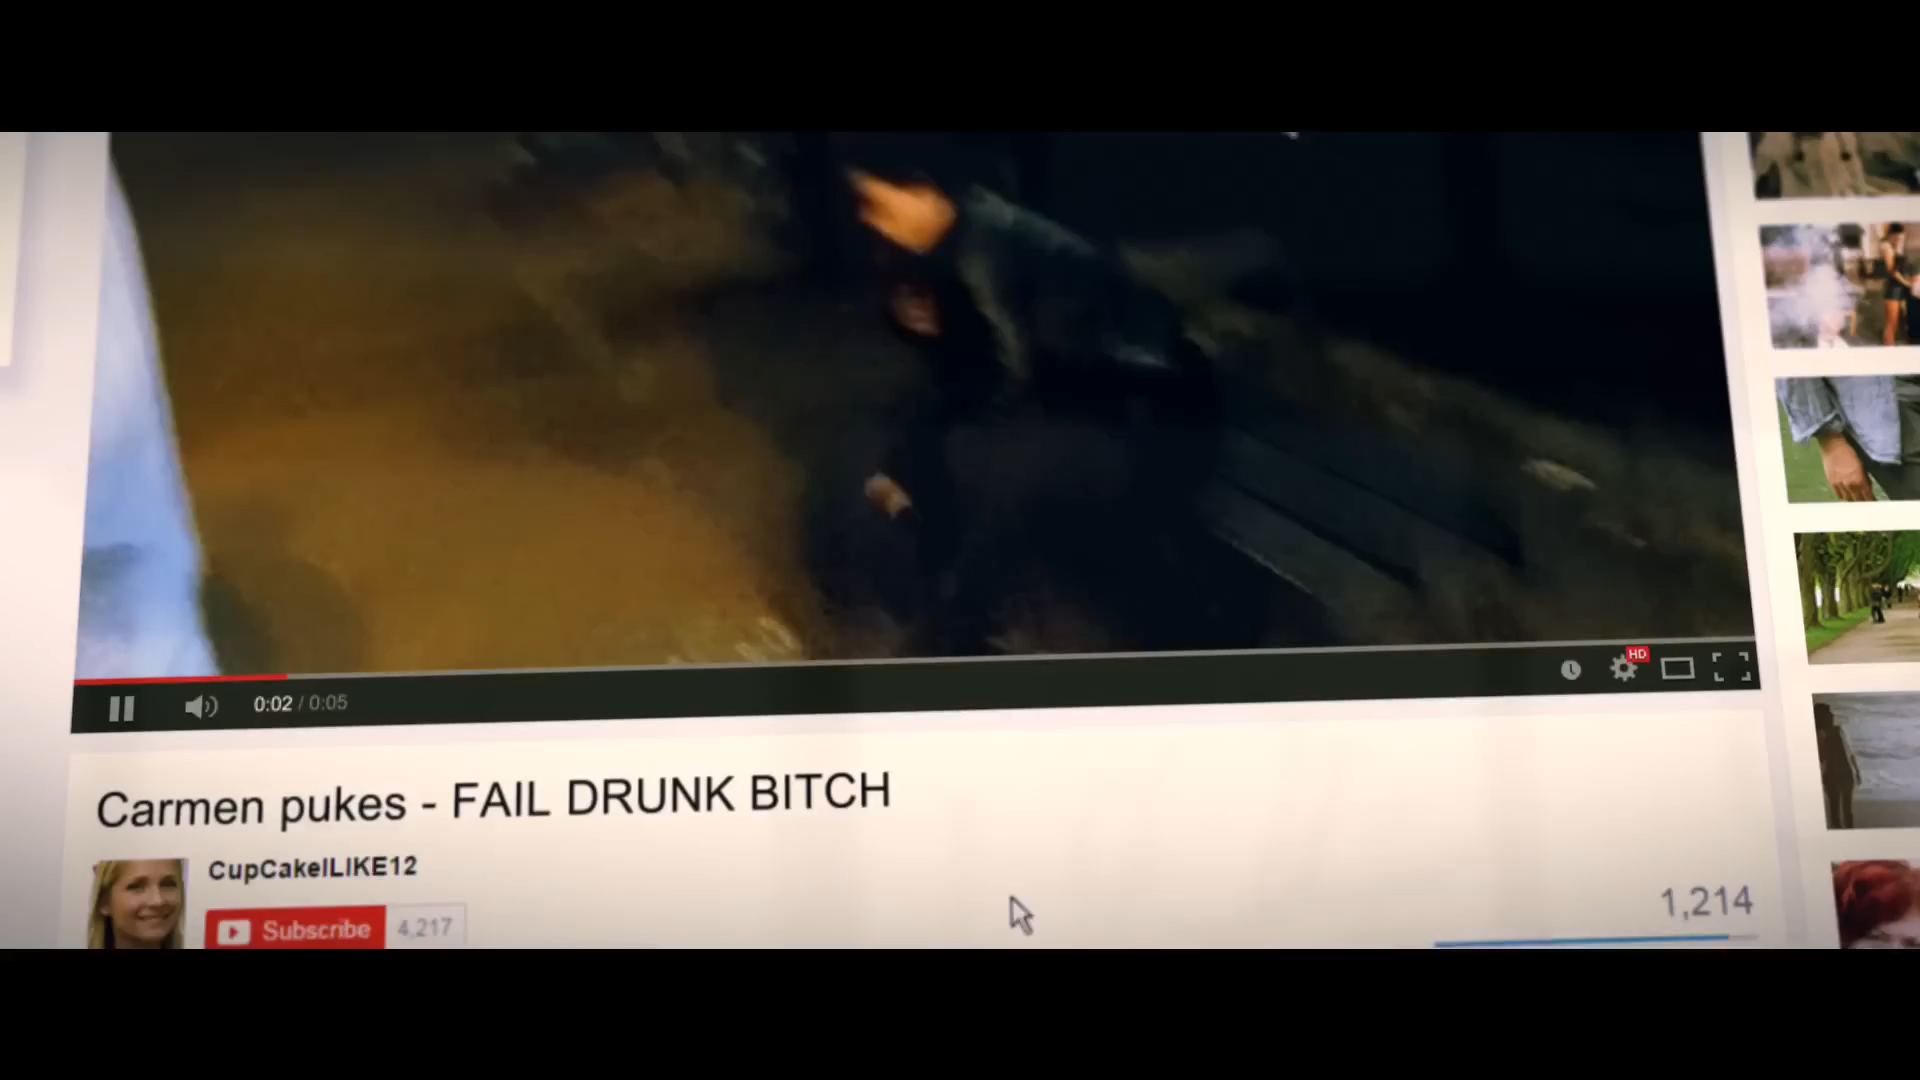 HD
0:02 / 0:05
Carmen pukes - FAIL DRUNK BITCH
CupCakeILIKE12
Subscribe 4,217
1,214